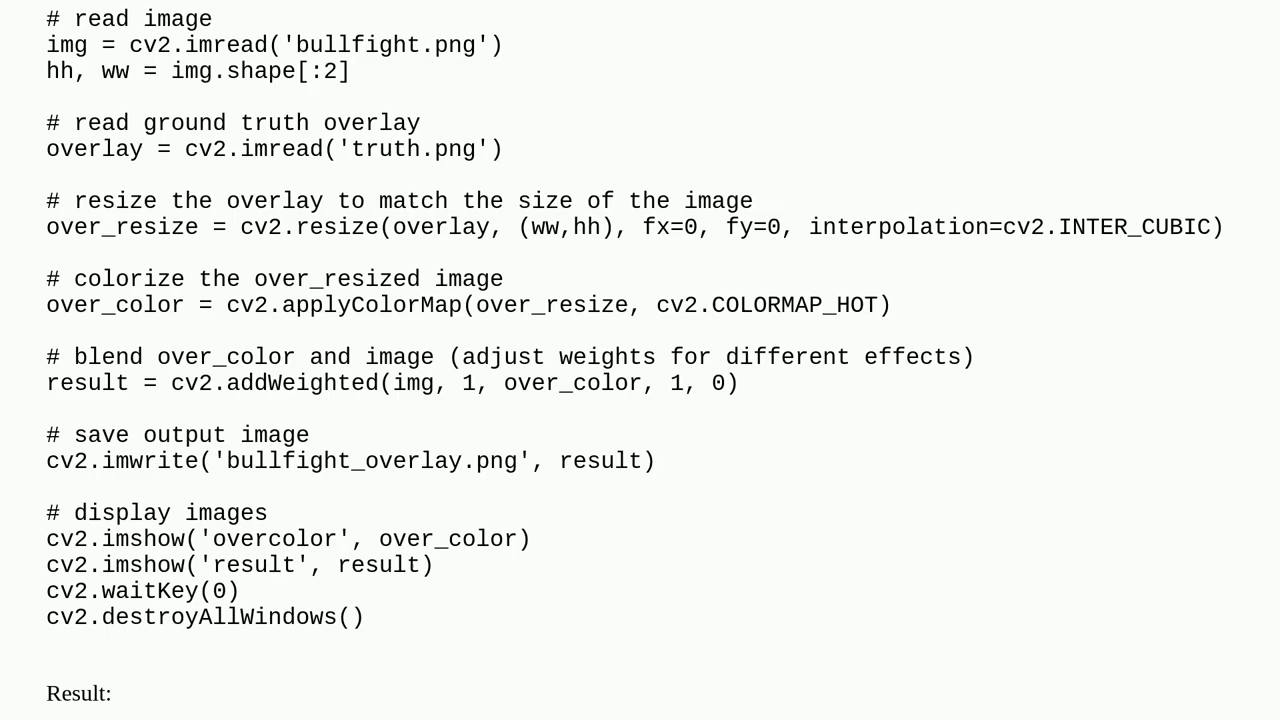 # read image
img = cv2.imread('bullfight.png')
hh, ww = img.shape[:2]
# read ground truth overlay
overlay = cv2.imread('truth.png')
# resize the overlay to match the size of the image
over_resize = cv2.resize(overlay, (ww,hh), fx=0, fy=0, interpolation=cv2.INTER_CUBIC)
# colorize the over_resized image
over_color = cv2.applyColorMap(over_resize, cv2.COLORMAP_HOT)
# blend over_color and image (adjust weights for different effects)
result = cv2.addWeighted(img, 1, over_color, 1, 0)
# save output image
cv2.imwrite('bullfight_overlay.png', result)
# display images
cv2.imshow('overcolor', over_color)
cv2.imshow('result', result)
cv2.waitKey(0)
cv2.destroyAllWindows()
Result: